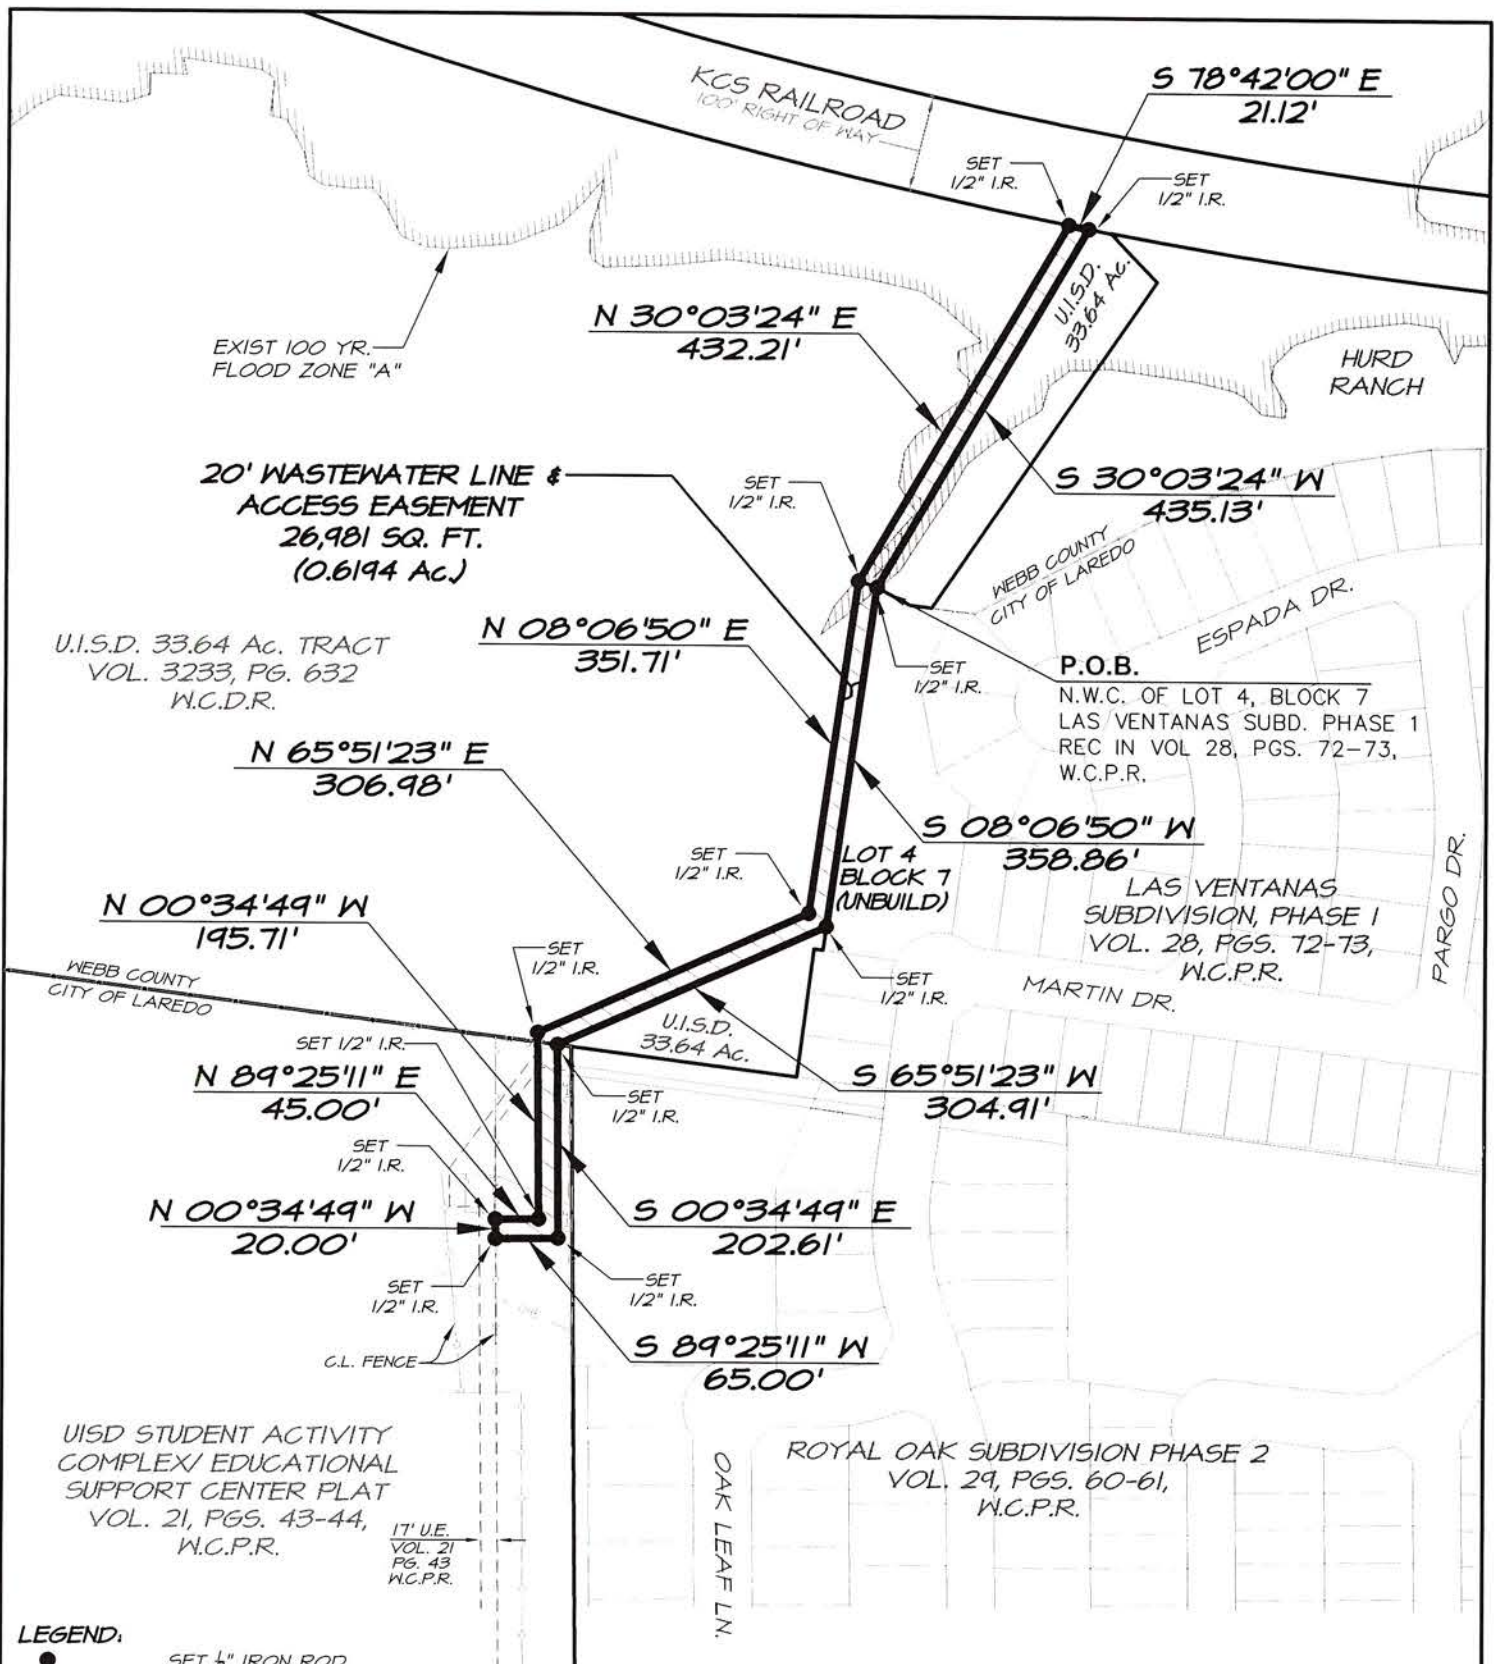 KCS RAILROAD
100' RIGHT OF WAY
S 78°42'00" E
21.12'
SET
1/2" I.R.
SET
1/2" I.R.
U.I.S.D.
33.64 Ac.
N 30°03'24" E
432.21'
EXIST 100 YR.
FLOOD ZONE "A"
HURD
RANCH
20' WASTEWATER LINE &
ACCESS EASEMENT
26,981 SQ. FT.
(0.6194 Ac.)
SET
1/2" I.R.
S 30°03'24" W
435.13'
WEBB COUNTY
CITY OF LAREDO
ESPADA DR.
U.I.S.D. 33.64 Ac. TRACT
VOL. 3233, PG. 632
W.C.D.R.
N 08°06'50" E
351.71'
SET
1/2" I.R.
P.O.B.
N.W.C. OF LOT 4, BLOCK 7
LAS VENTANAS SUBD. PHASE 1
REC IN VOL 28, PGS. 72-73,
W.C.P.R.
N 65°51'23" E
306.98'
S 08°06'50" W
358.86'
SET
1/2" I.R.
LOT 4
BLOCK 7
(UNBUILD)
LAS VENTANAS
SUBDIVISION, PHASE I
VOL. 28, PGS. 72-73,
W.C.P.R.
PARGO DR.
N 00°34'49" W
195.71'
SET
1/2" I.R.
SET
1/2" I.R.
MARTIN DR.
WEBB COUNTY
CITY OF LAREDO
SET 1/2" I.R.
U.I.S.D.
33.64 Ac.
N 89°25'11" E
45.00'
SET
1/2" I.R.
S 65°51'23" W
304.91'
SET
1/2" I.R.
N 00°34'49" W
20.00'
S 00°34'49" E
202.61'
SET
1/2" I.R.
SET
1/2" I.R.
C.L. FENCE
S 89°25'11" W
65.00'
UISD STUDENT ACTIVITY
COMPLEX/ EDUCATIONAL
SUPPORT CENTER PLAT
VOL. 21, PGS. 43-44,
W.C.P.R.
17' U.E.
VOL. 21
PG. 43
W.C.P.R.
OAK LEAF LN.
ROYAL OAK SUBDIVISION PHASE 2
VOL. 29, PGS. 60-61,
W.C.P.R.
LEGEND:
SET ½" IRON ROD